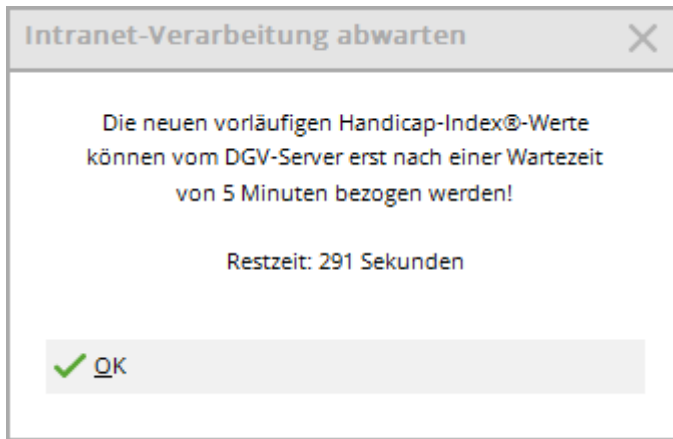 Intranet-Verarbeitung abwarten
Die neuen vorläufigen Handicap-Index®-Werte
können vom DGV-Server erst nach einer Wartezeit
von 5 Minuten bezogen werden!
Restzeit: 291 Sekunden
OK